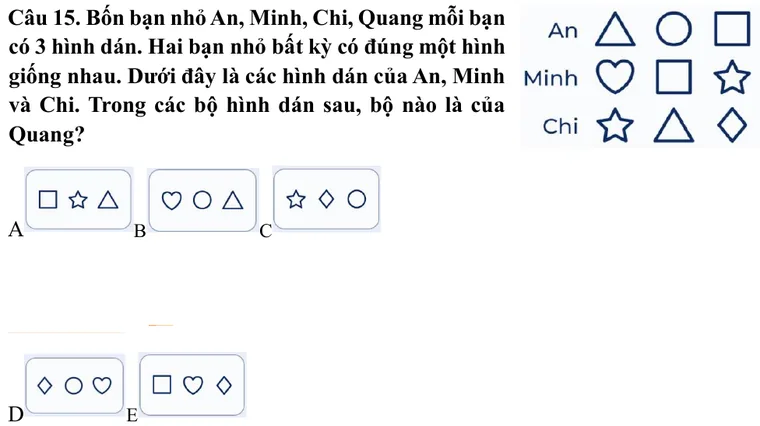 Câu 15. Bốn bạn nhỏ An, Minh, Chi, Quang mỗi bạn
có 3 hình dán. Hai bạn nhỏ bất kỳ có đúng một hình
giống nhau. Dưới đây là các hình dán của An, Minh
và Chi. Trong các bộ hình dán sau, bộ nào là của
Quang?
An
Minh
Chi
A
B
C
D
E